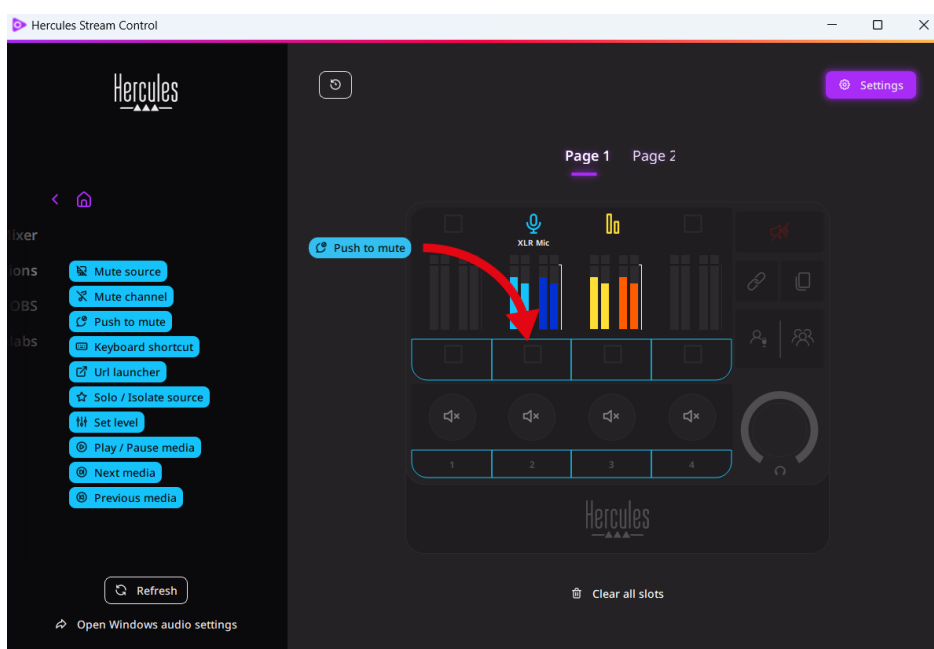 Hercules Stream Control
Hercules
Settings
Page 1
Page 2
ixer
ions
OBS
labs
Mute source
Mute channel
Push to mute
Keyboard shortcut
Url launcher
Solo / Isolate source
Set level
Play / Pause media
Next media
Previous media
Refresh
Open Windows audio settings
Push to mute
XLR Mic
1
2
3
4
Hercules
Clear all slots